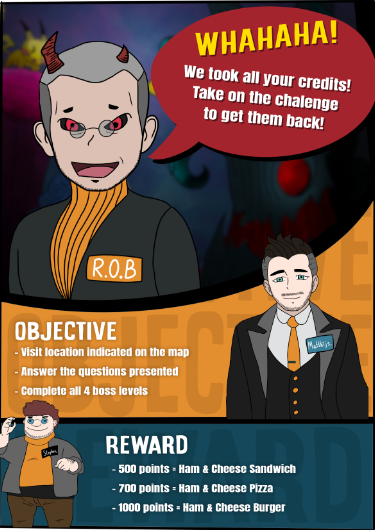 WHAHAHA!
We took all your credits!
Take on the chalenge
to get them back!
R.O.B
OBJECTIVE
- Visit location indicated on the map
- Answer the questions presented
- Complete all 4 boss levels
Matthijs
Stephen
REWARD
- 500 points = Ham & Cheese Sandwich
- 700 points = Ham & Cheese Pizza
- 1000 points = Ham & Cheese Burger